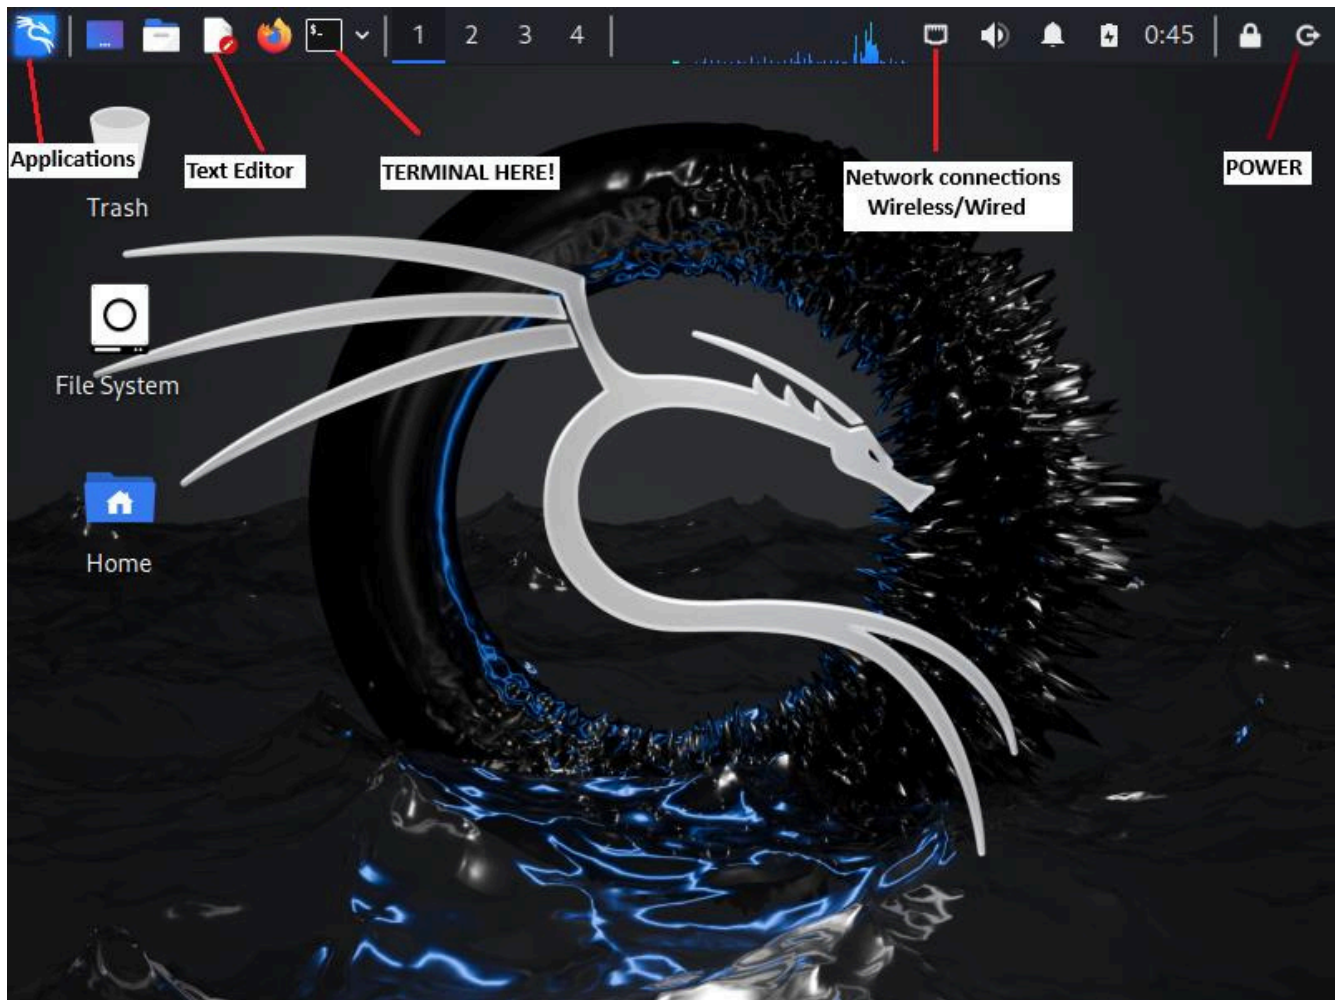 1 2 3 4 0:45
$_
Applications
Text Editor
TERMINAL HERE!
Network connections
Wireless/Wired
POWER
Trash
File System
Home